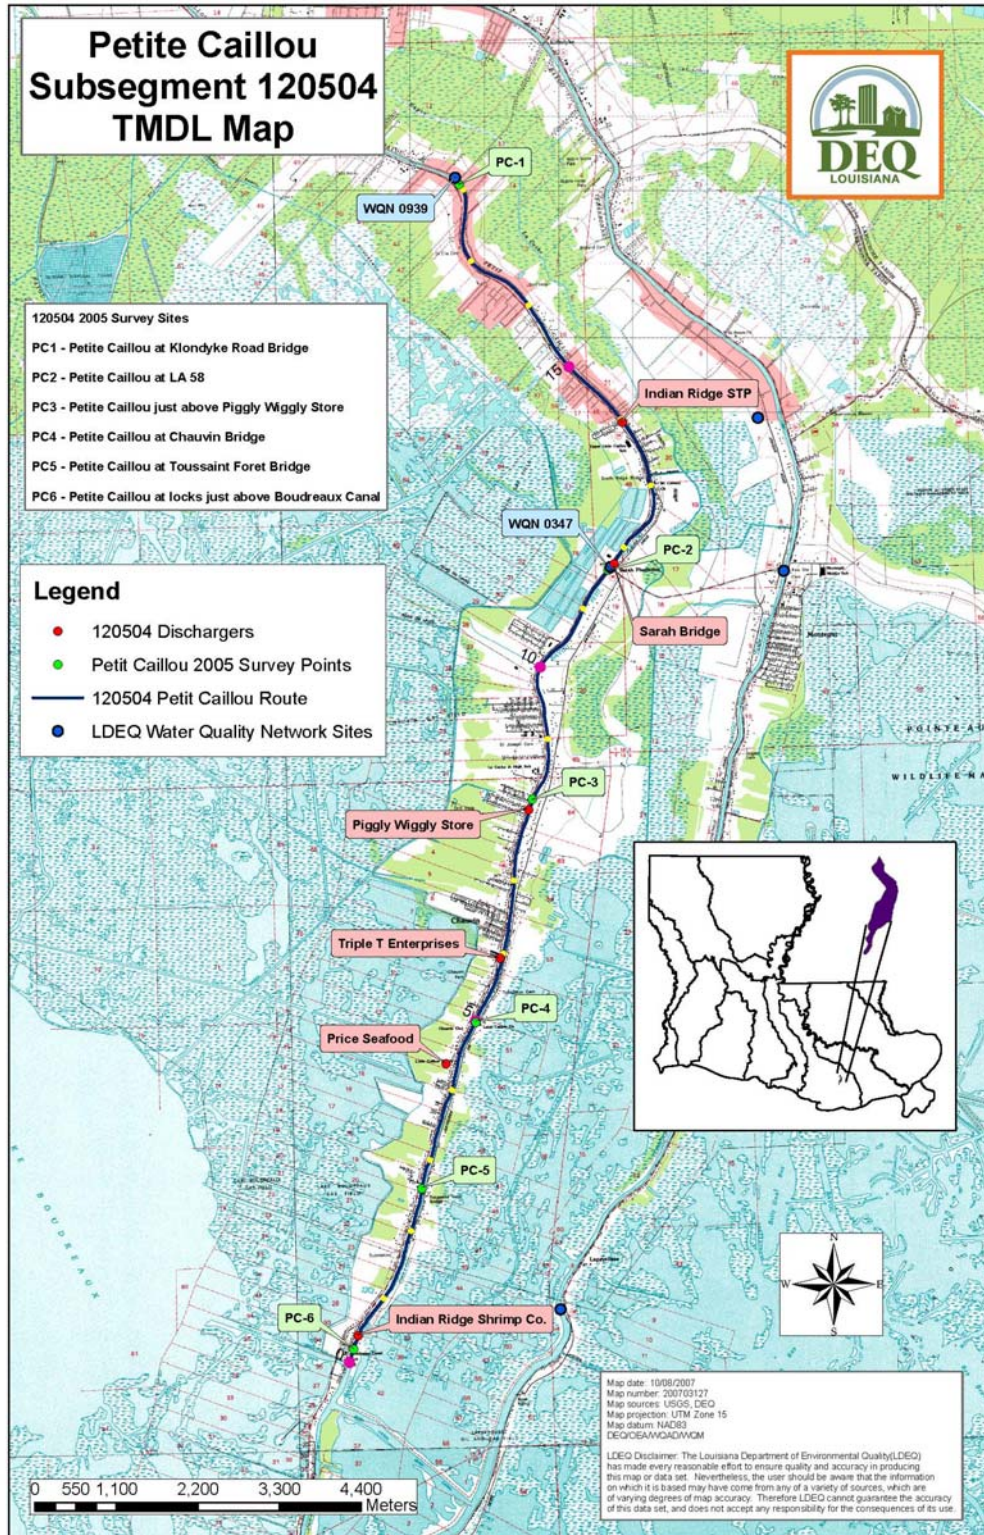 Petite Caillou
Subsegment 120504
TMDL Map
DEQ
LOUISIANA
PC-1
WQN 0939
120504 2005 Survey Sites
PC1 - Petite Caillou at Klondyke Road Bridge
PC2 - Petite Caillou at LA 58
PC3 - Petite Caillou just above Piggly Wiggly Store
PC4 - Petite Caillou at Chauvin Bridge
PC5 - Petite Caillou at Toussaint Foret Bridge
PC6 - Petite Caillou at locks just above Boudreaux Canal
15
Indian Ridge STP
WQN 0347
PC-2
Sarah Bridge
Legend
120504 Dischargers
Petit Caillou 2005 Survey Points
120504 Petit Caillou Route
LDEQ Water Quality Network Sites
10
Montegut
POINTE AU
WILDLIFE MA
PC-3
Piggly Wiggly Store
Chauvin
Triple T Enterprises
5
PC-4
Price Seafood
PC-5
KE BOUDREAUX
PC-6
Indian Ridge Shrimp Co.
0
N
W
E
S
Map date: 10/08/2007
Map number: 200703127
Map sources: USGS, DEQ
Map projection: UTM Zone 15
Map datum: NAD83
DEQ/OEA/WQAD/WQM
LDEQ Disclaimer: The Louisiana Department of Environmental Quality(LDEQ)
has made every reasonable effort to ensure quality and accuracy in producing
this map or data set. Nevertheless, the user should be aware that the information
on which it is based may have come from any of a variety of sources, which are
of varying degrees of map accuracy. Therefore LDEQ cannot guarantee the accuracy
of this data set, and does not accept any responsibility for the consequences of its use.
0 550 1,100 2,200 3,300 4,400
Meters